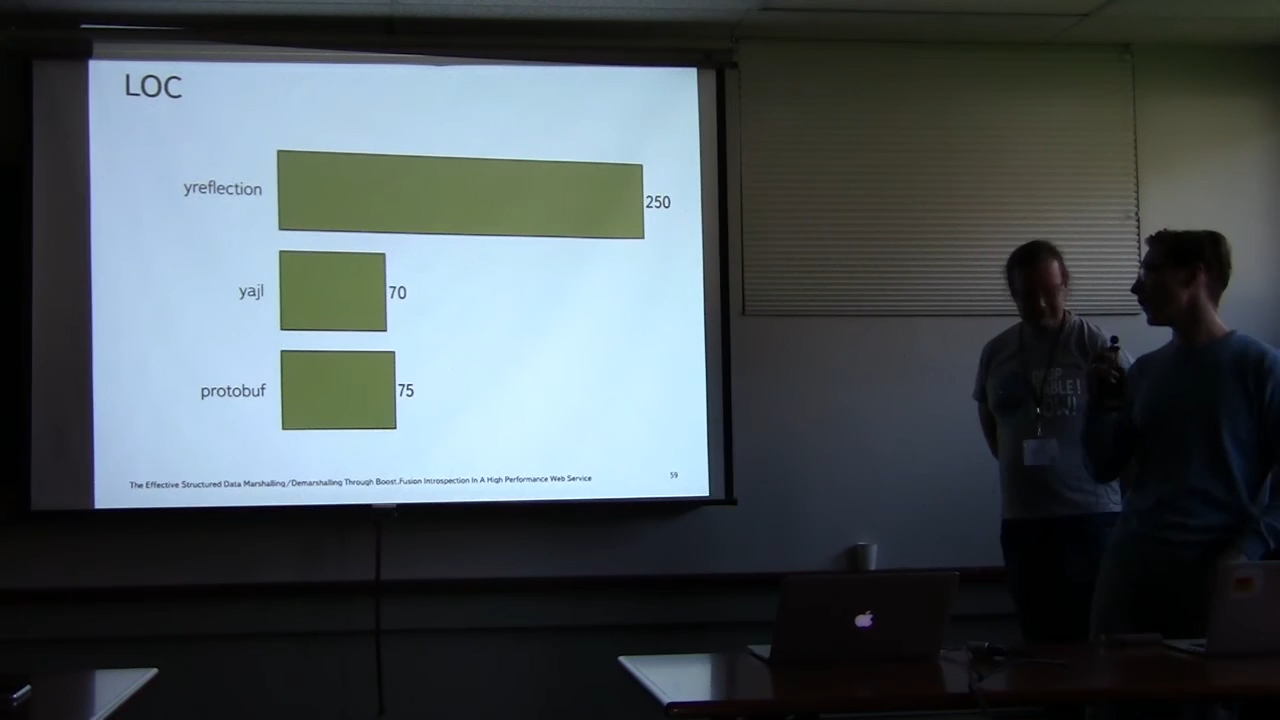 LOC
yreflection
250
yajl
70
protobuf
75
The Effective Structured Data Marshalling/Demarshalling Through Boost.Fusion Introspection In A High Performance Web Service
59